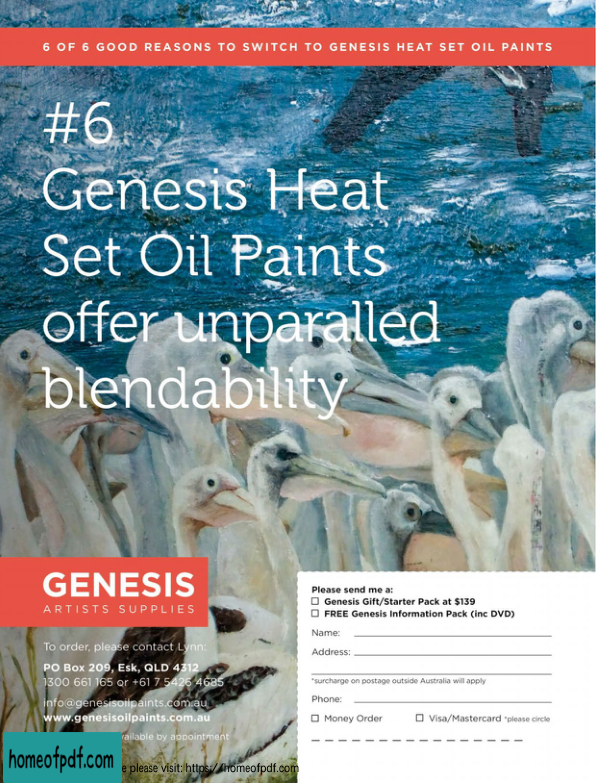 6 OF 6 GOOD REASONS TO SWITCH TO GENESIS HEAT SET OIL PAINTS
#6
Genesis Heat
Set Oil Paints
offer unparalled
blendability
GENESIS
ARTISTS SUPPLIES
To order, please contact Lynn:
PO Box 209, Esk, QLD 4312
1300 661 165 or +61 7 5426 4685
info@genesisoilpaints.com.au
www.genesisoilpaints.com.au
available by appointment
Please send me a:
☐ Genesis Gift/Starter Pack at $139
☐ FREE Genesis Information Pack (inc DVD)
Name:
Address:
*surcharge on postage outside Australia will apply
Phone:
☐ Money Order ☐ Visa/Mastercard *please circle
homeofpdf.com
please visit: https://homeofpdf.com